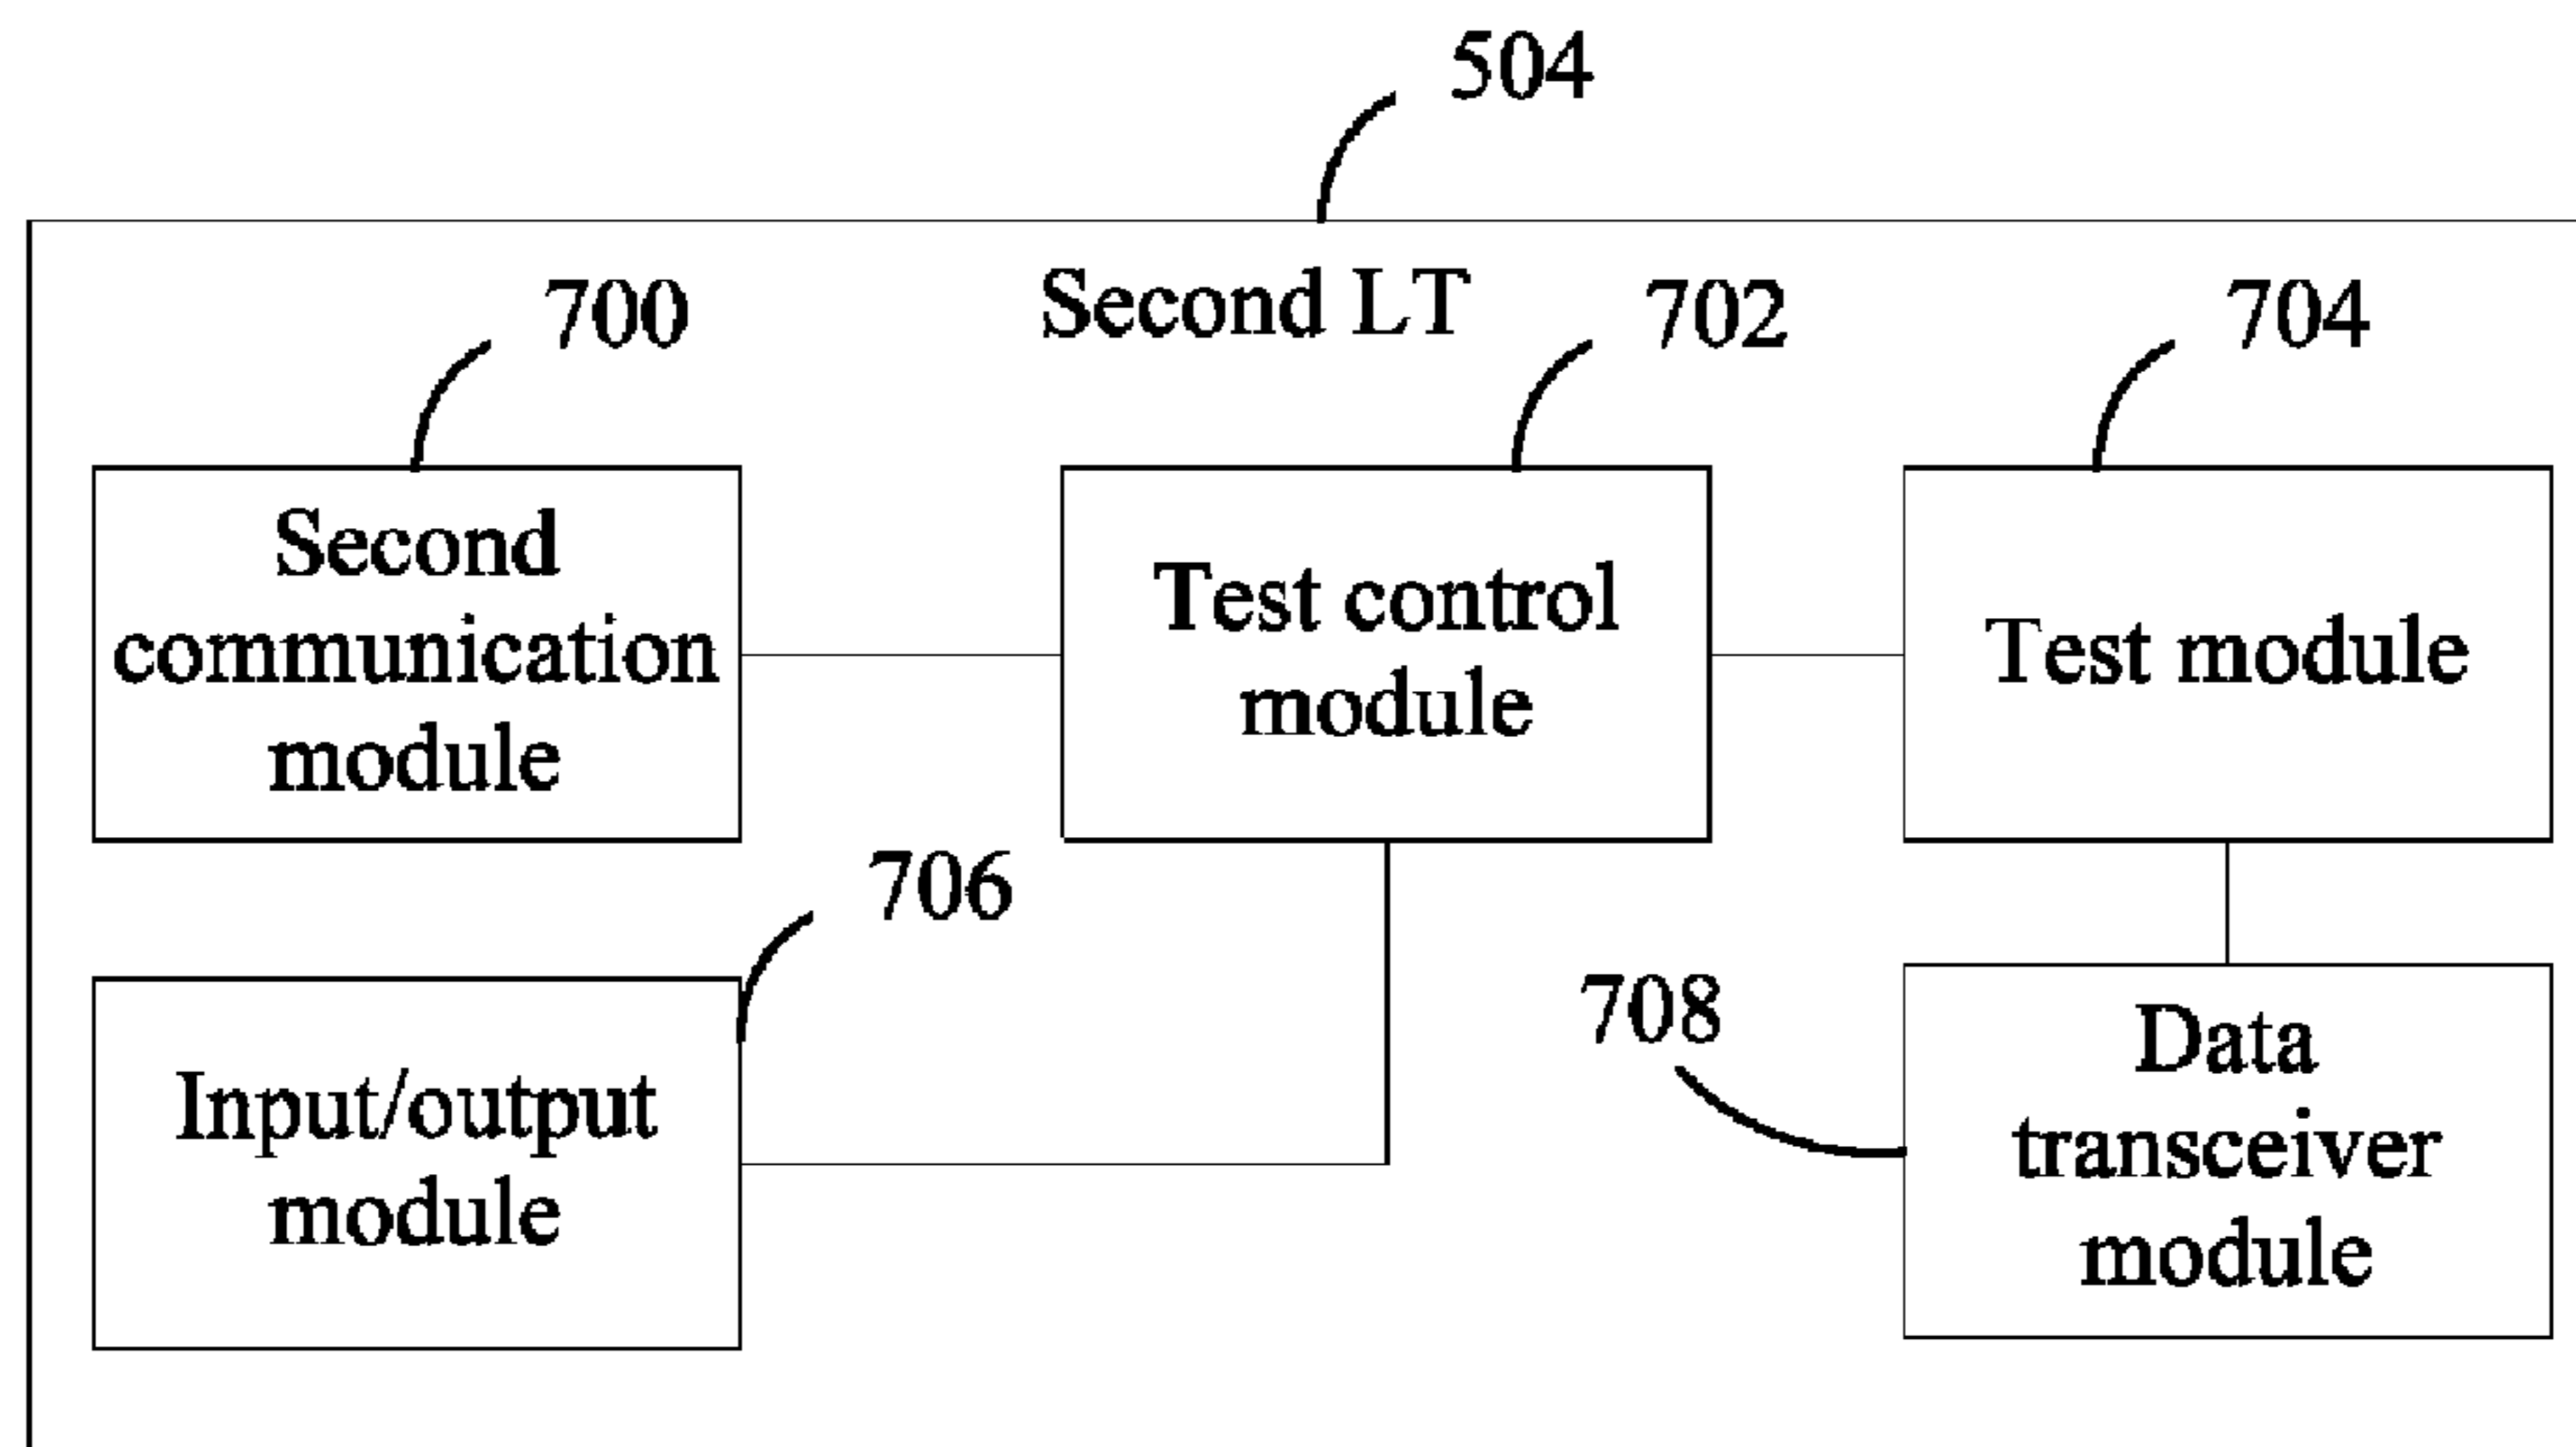 504
Second LT
700
702
704
Second
communication
module
Test control
module
Test module
706
708
Input/output
module
Data
transceiver
module